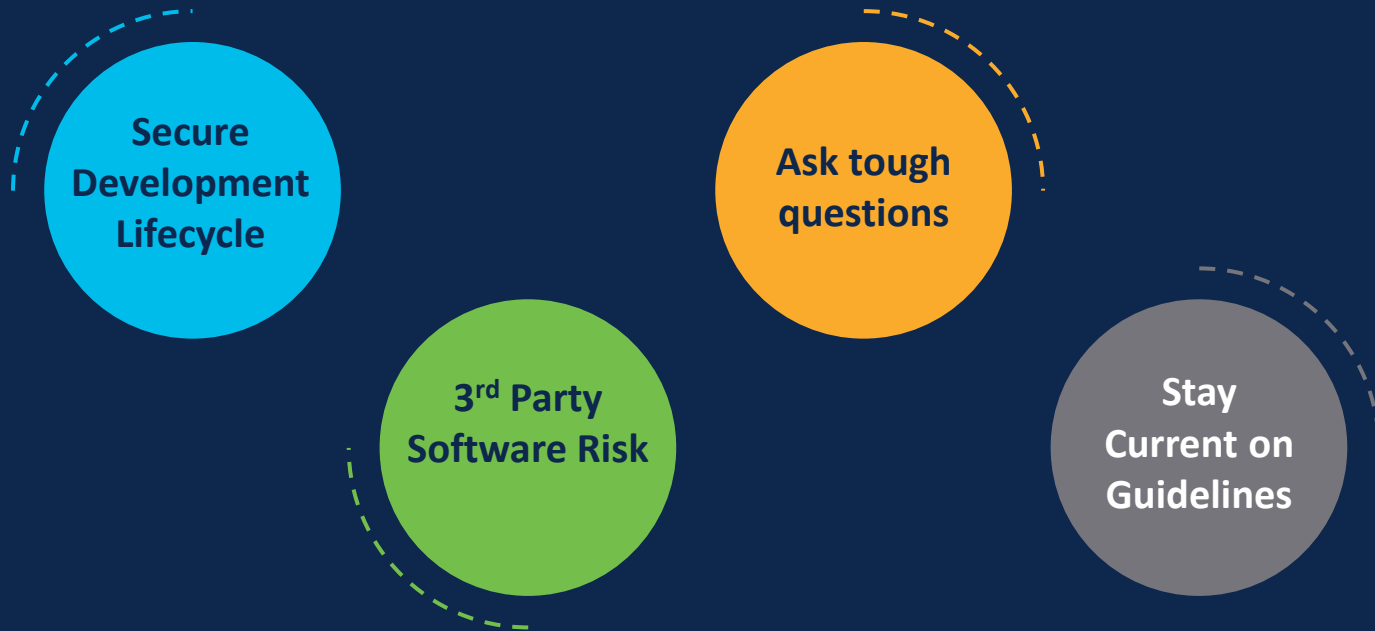 Secure
Development
Lifecycle
3rd Party
Software Risk
Ask tough
questions
Stay
Current on
Guidelines